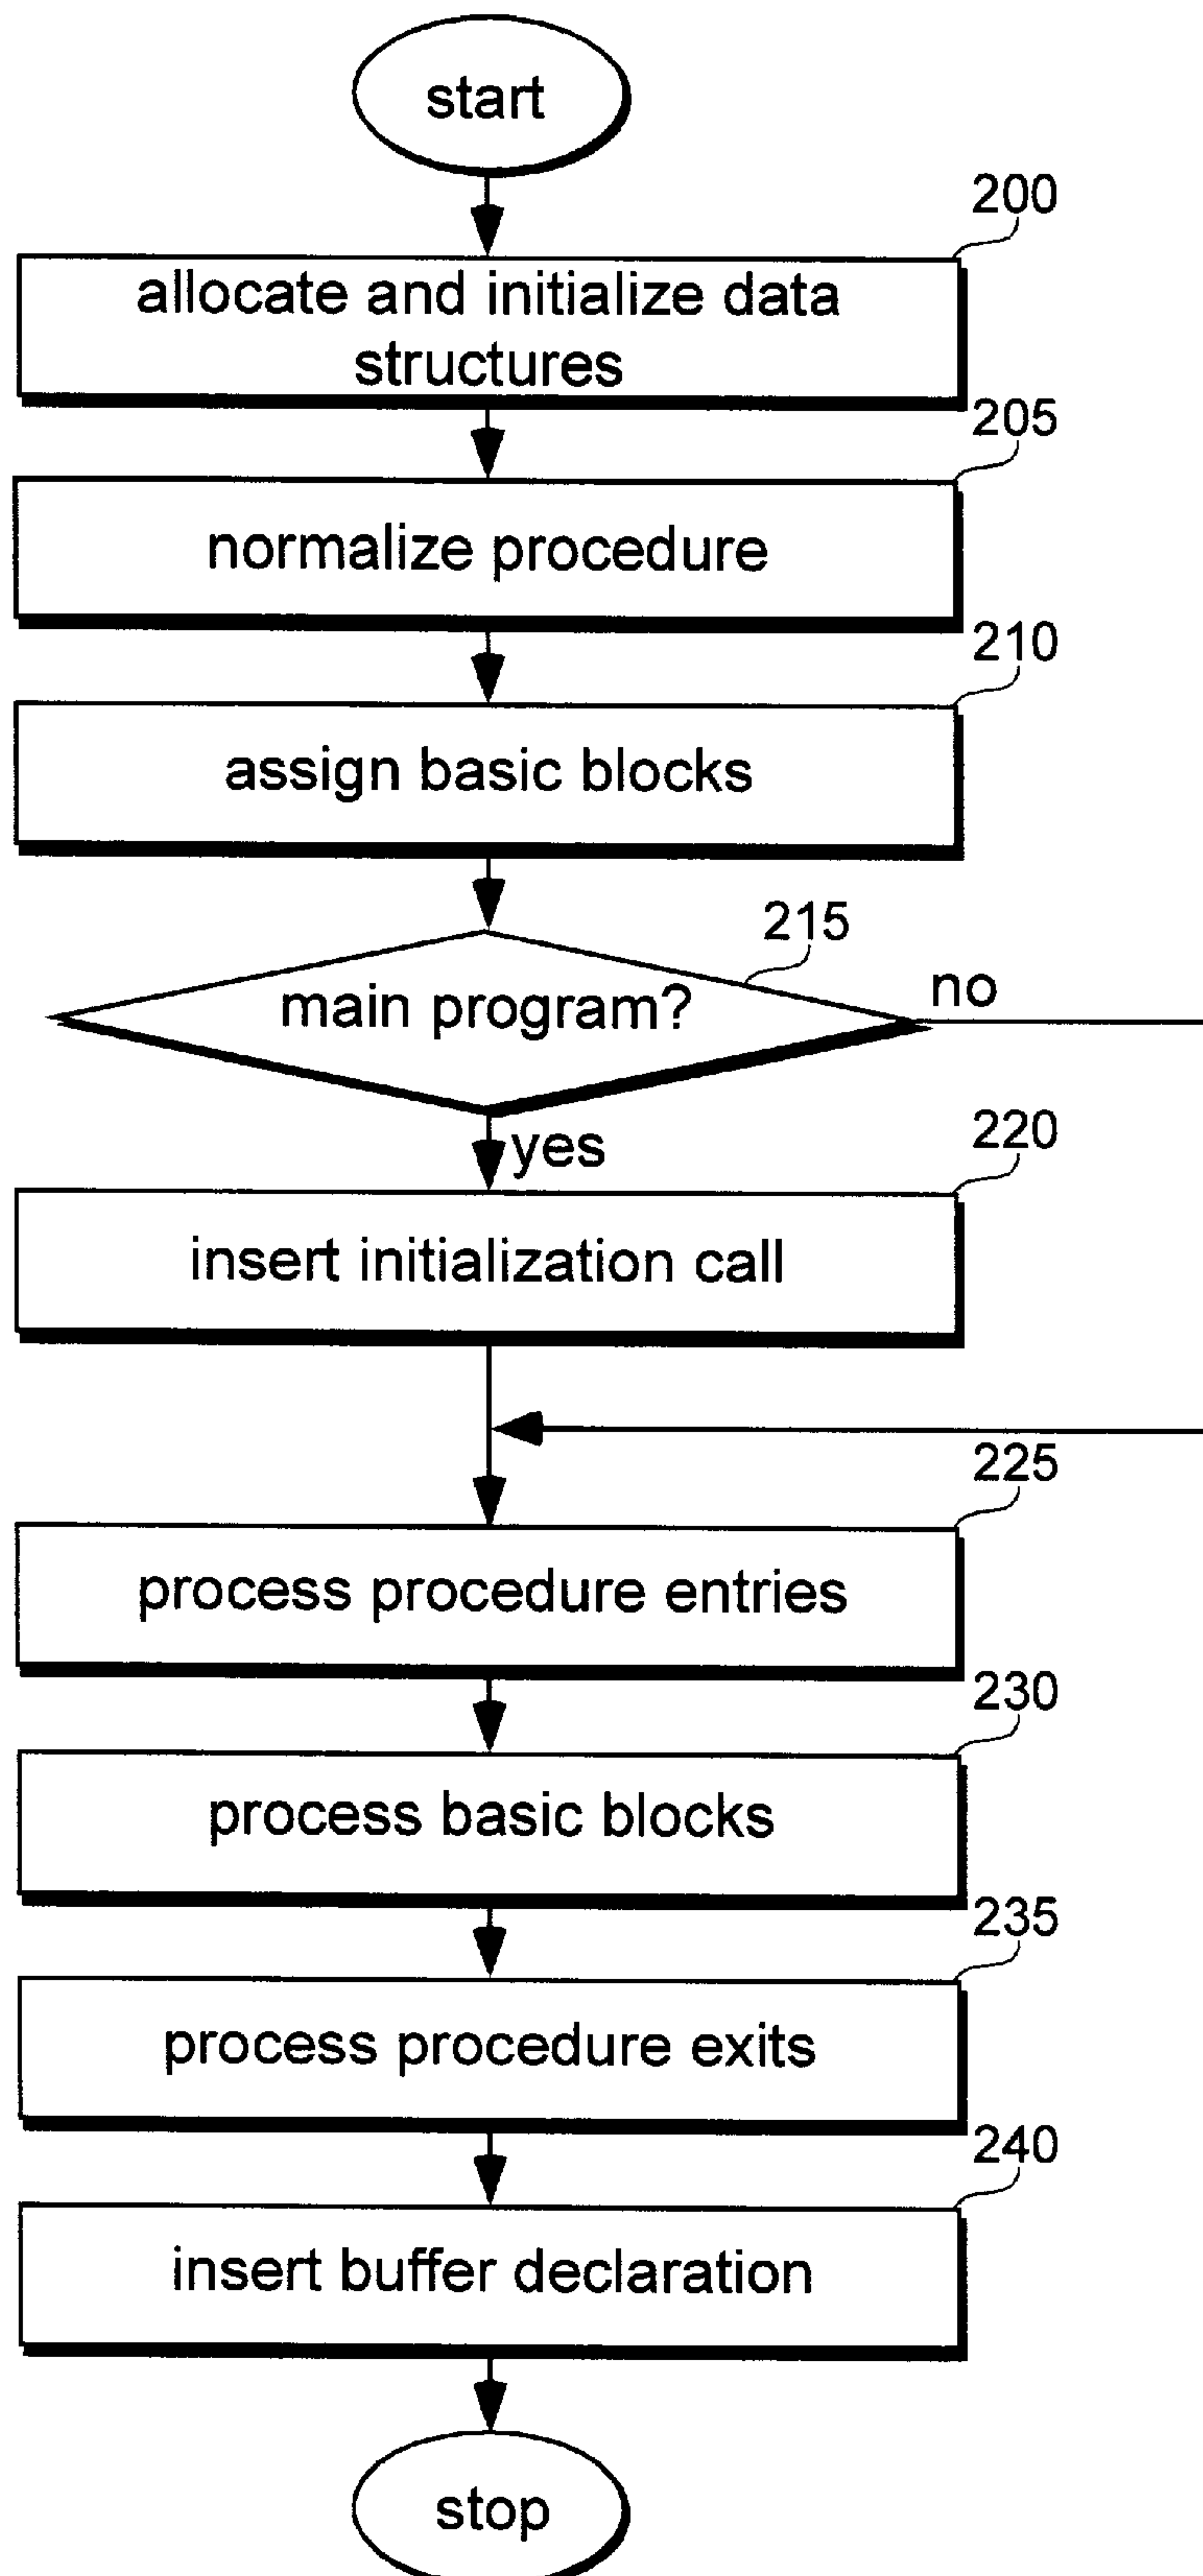 start
200
allocate and initialize data
structures
205
normalize procedure
210
assign basic blocks
215
main program?
no
yes
220
insert initialization call
225
process procedure entries
230
process basic blocks
235
process procedure exits
240
insert buffer declaration
stop